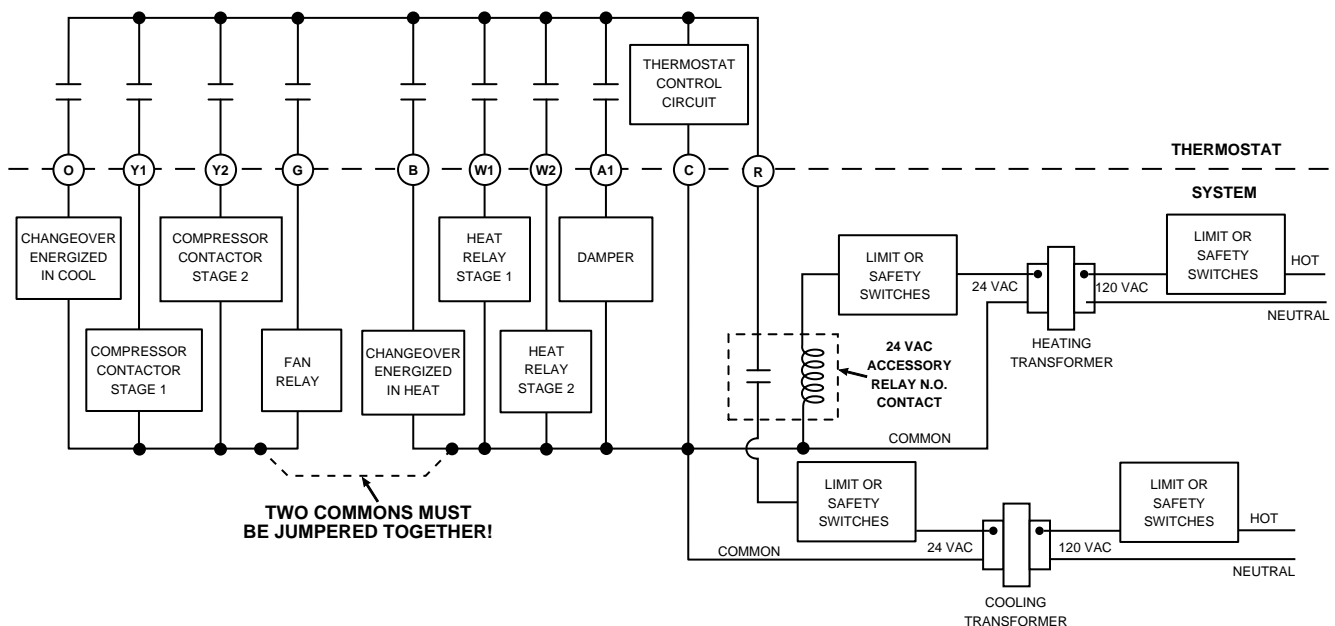 THERMOSTAT
CONTROL
CIRCUIT
O
Y1
Y2
G
B
W1
W2
A1
C
R
THERMOSTAT
SYSTEM
CHANGEOVER
ENERGIZED
IN COOL
COMPRESSOR
CONTACTOR
STAGE 2
HEAT
RELAY
STAGE 1
DAMPER
LIMIT OR
SAFETY
SWITCHES
24 VAC
120 VAC
LIMIT OR
SAFETY
SWITCHES
HOT
NEUTRAL
HEATING
TRANSFORMER
COMPRESSOR
CONTACTOR
STAGE 1
FAN
RELAY
CHANGEOVER
ENERGIZED
IN HEAT
HEAT
RELAY
STAGE 2
24 VAC
ACCESSORY
RELAY N.O.
CONTACT
COMMON
TWO COMMONS MUST
BE JUMPERED TOGETHER!
LIMIT OR
SAFETY
SWITCHES
COMMON
24 VAC
120 VAC
LIMIT OR
SAFETY
SWITCHES
HOT
NEUTRAL
COOLING
TRANSFORMER